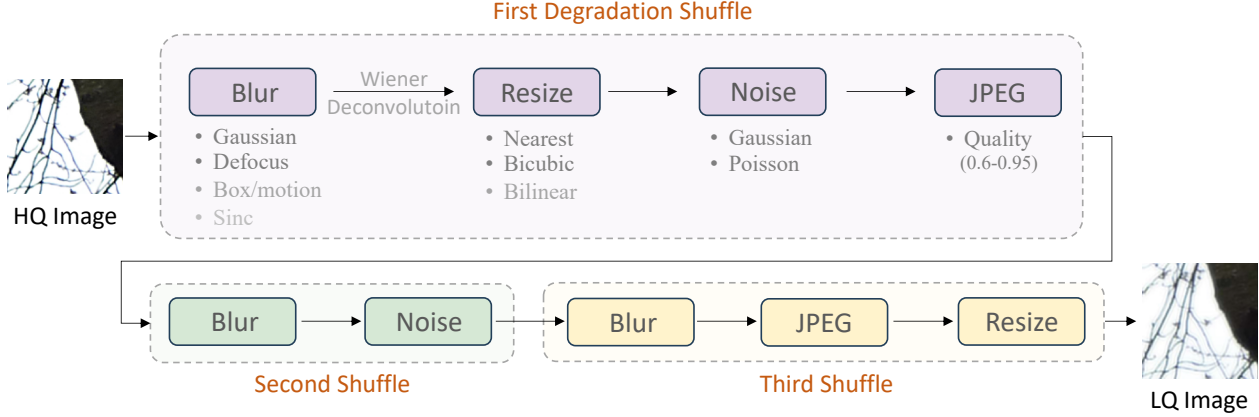 First Degradation Shuffle
Blur
Wiener
Deconvolutoin
Resize
Noise
JPEG
• Gaussian
• Defocus
• Box/motion
• Sinc
• Nearest
• Bicubic
• Bilinear
• Gaussian
• Poisson
• Quality
(0.6-0.95)
HQ Image
Blur
Noise
Blur
JPEG
Resize
Second Shuffle
Third Shuffle
LQ Image